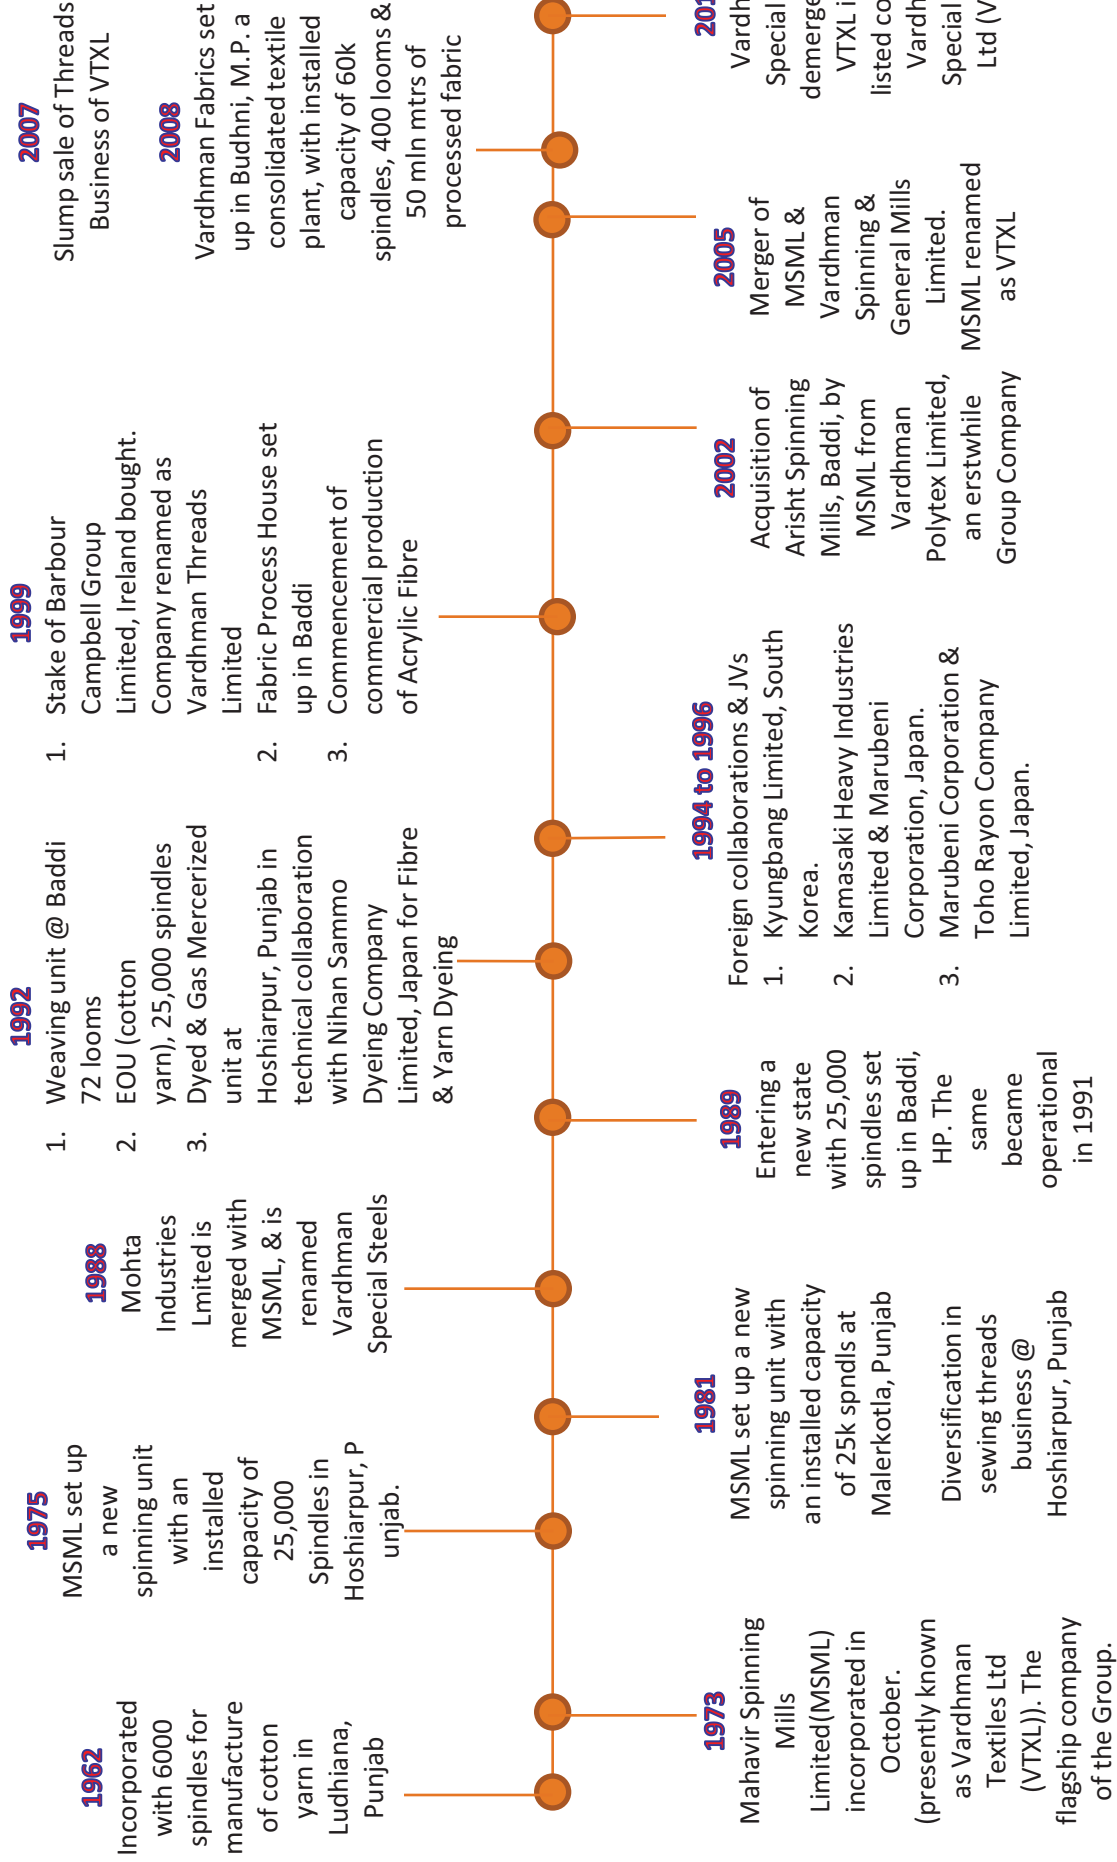 1962
Incorporated
with 6000
spindles for
manufacture
of cotton
yarn in
Ludhiana,
Punjab
1973
Mahavir Spinning
Mills
Limited(MSML)
incorporated in
October.
(presently known
as Vardhman
Textiles Ltd
(VTXL)). The
flagship company
of the Group.
1975
MSML set up
a new
spinning unit
with an
installed
capacity of
25,000
Spindles in
Hoshiarpur, P
unjab.
1981
MSML set up a new
spinning unit with
an installed capacity
of 25k spndls at
Malerkotla, Punjab
Diversification in
sewing threads
business @
Hoshiarpur, Punjab
1988
Mohta
Industries
Lmited is
merged with
MSML, & is
renamed
Vardhman
Special Steels
1989
Entering a
new state
with 25,000
spindles set
up in Baddi,
HP. The
same
became
operational
in 1991
1992
1. Weaving unit @ Baddi
72 looms
2. EOU (cotton
yarn), 25,000 spindles
3. Dyed & Gas Mercerized
unit at
Hoshiarpur, Punjab in
technical collaboration
with Nihan Sammo
Dyeing Company
Limited, Japan for Fibre
& Yarn Dyeing
1994 to 1996
Foreign collaborations & JVs
1. Kyungbang Limited, South
Korea.
2. Kamasaki Heavy Industries
Limited & Marubeni
Corporation, Japan.
3. Marubeni Corporation &
Toho Rayon Company
Limited, Japan.
1999
1. Stake of Barbour
Campbell Group
Limited, Ireland bought.
Company renamed as
Vardhman Threads
Limited
2. Fabric Process House set
up in Baddi
3. Commencement of
commercial production
of Acrylic Fibre
2002
Acquisition of
Arisht Spinning
Mills, Baddi, by
MSML from
Vardhman
Polytex Limited,
an erstwhile
Group Company
2005
Merger of
MSML &
Vardhman
Spinning &
General Mills
Limited.
MSML renamed
as VTXL
2007
Slump sale of Threads
Business of VTXL
2008
Vardhman Fabrics set
up in Budhni, M.P. a
consolidated textile
plant, with installed
capacity of 60k
spindles, 400 looms &
50 mln mtrs of
processed fabric
201
Vardh
Special
demerge
VTXL i
listed co
Vardh
Special
Ltd (V